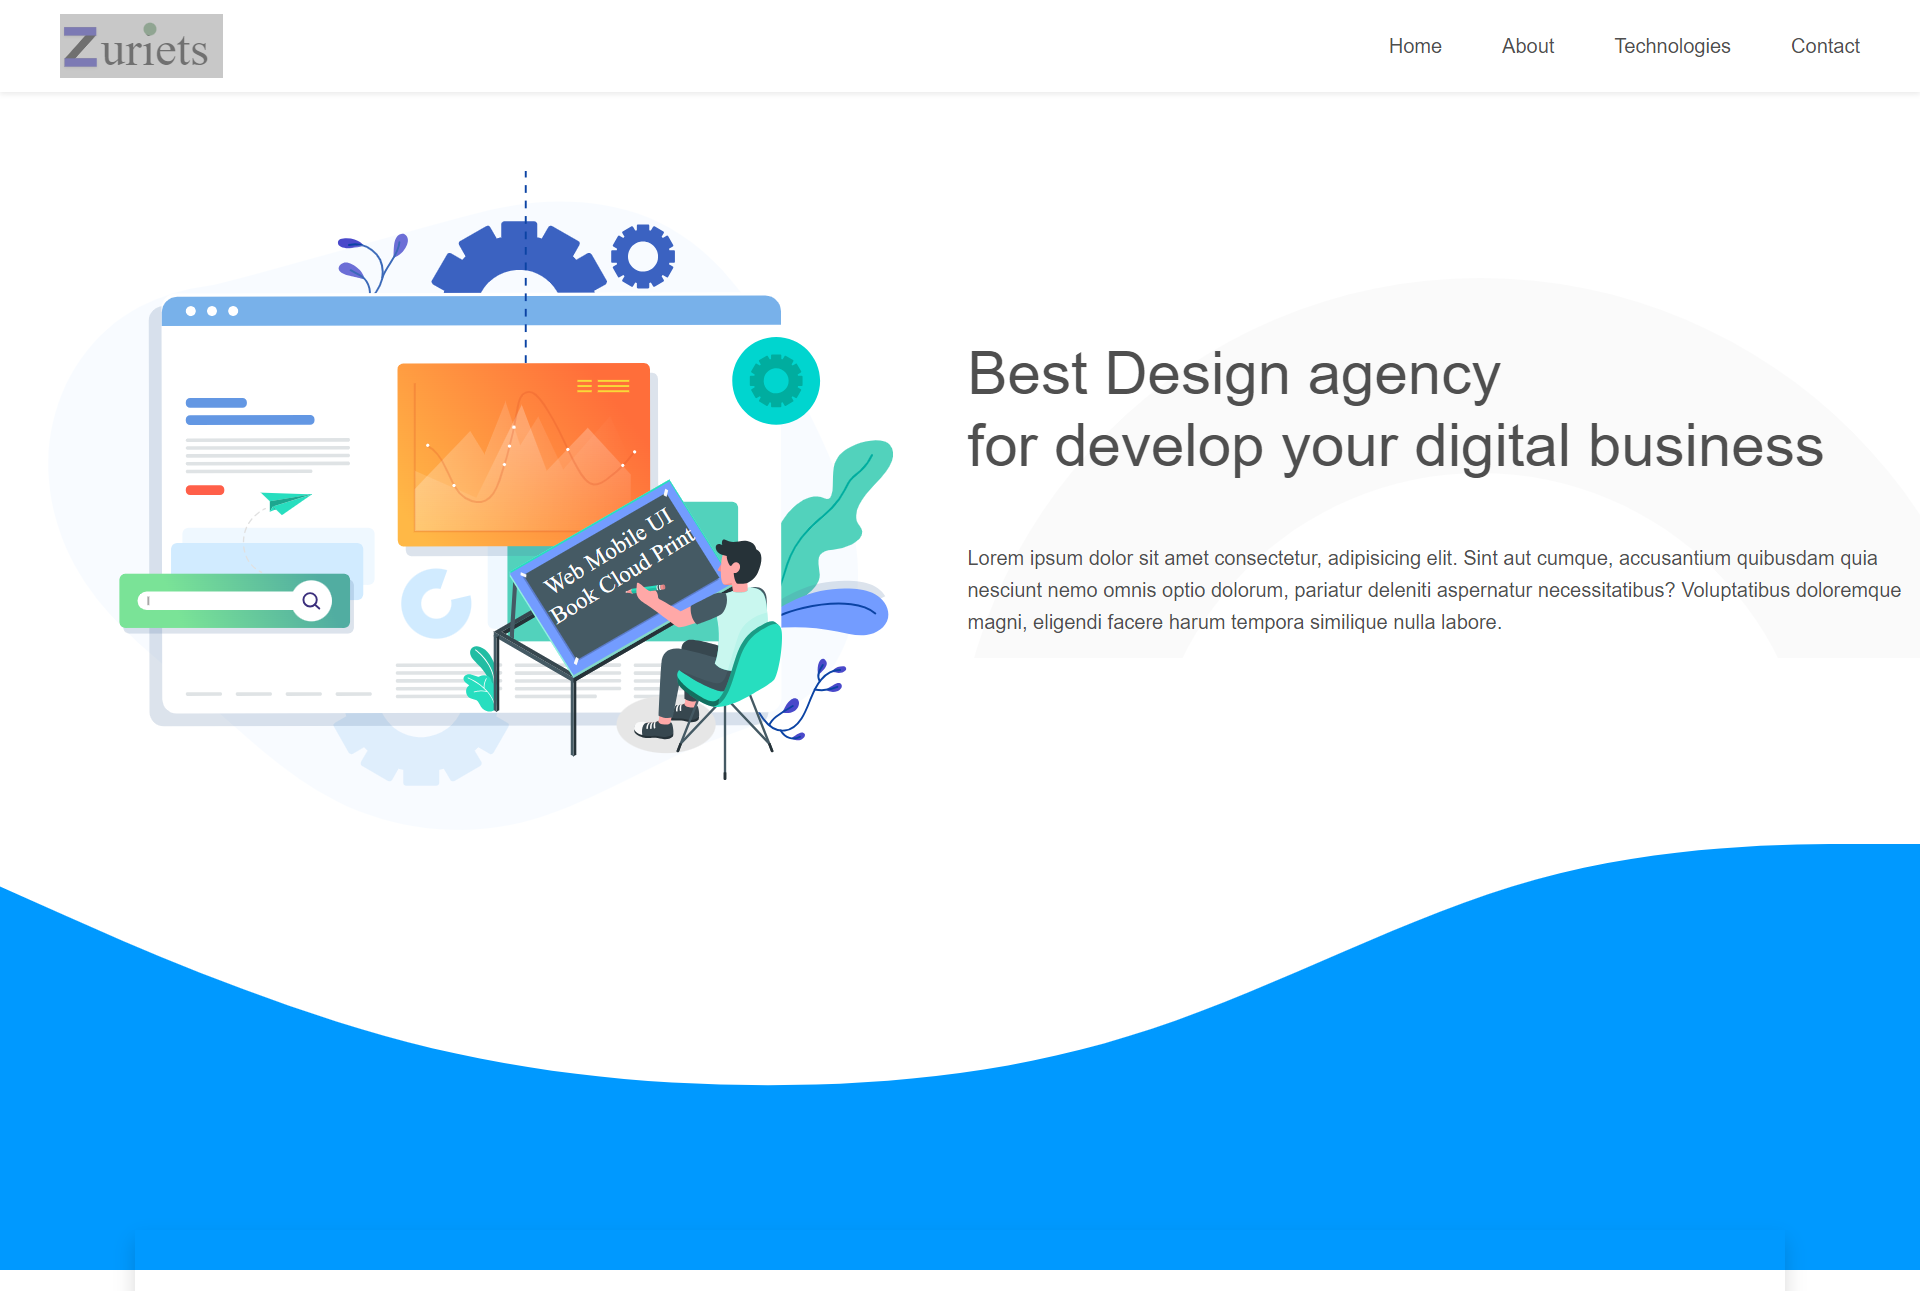 Zuriets
Home
About
Technologies
Contact
Web Mobile UI
Book Cloud Print
Best Design agency
for develop your digital business
Lorem ipsum dolor sit amet consectetur, adipisicing elit. Sint aut cumque, accusantium quibusdam quia
nesciunt nemo omnis optio dolorum, pariatur deleniti aspernatur necessitatibus? Voluptatibus doloremque
magni, eligendi facere harum tempora similique nulla labore.